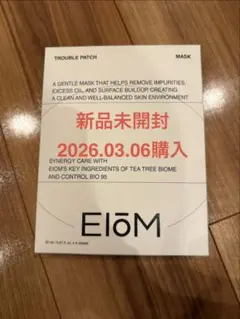 TROUBLE PATCH MASK
A GENTLE MASK THAT HELPS REMOVE IMPURITIES,
EXCESS OIL, AND SURFACE BUILDUP, CREATING
A CLEAN AND WELL-BALANCED SKIN ENVIRONMENT
新品未開封
2026.03.06購入
SYNERGY CARE WITH
EIOM'S KEY INGREDIENTS OF TEA TREE BIOME
AND CONTROL BIO 95
EIōM